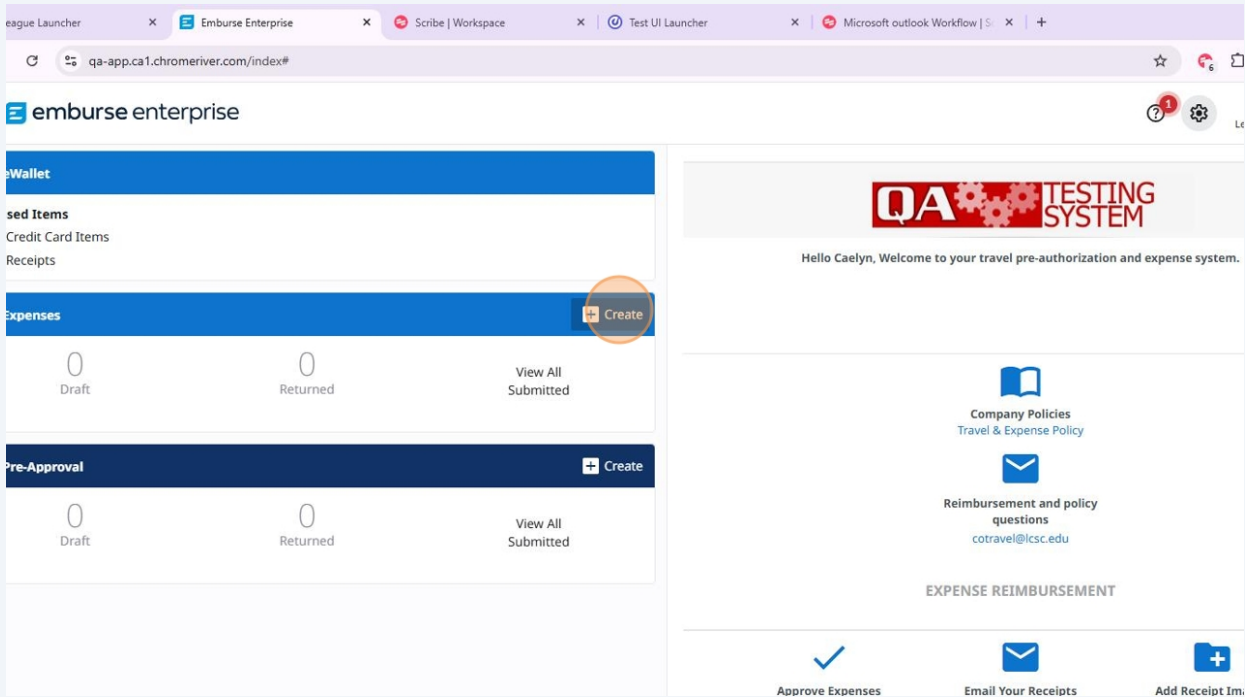 eague Launcher
Emburse Enterprise
Scribe | Workspace
Test UI Launcher
Microsoft outlook Workflow |
qa-app.ca1.chromeriver.com/index#
6
emburse enterprise
1
eWallet
sed Items
Credit Card Items
Receipts
Expenses
Create
0
Draft
0
Returned
View All
Submitted
Pre-Approval
Create
0
Draft
0
Returned
View All
Submitted
QA TESTING
SYSTEM
Hello Caelyn, Welcome to your travel pre-authorization and expense system.
Company Policies
Travel & Expense Policy
Reimbursement and policy
questions
cotravel@lcsc.edu
EXPENSE REIMBURSEMENT
Approve Expenses
Email Your Receipts
Add Receipt Im